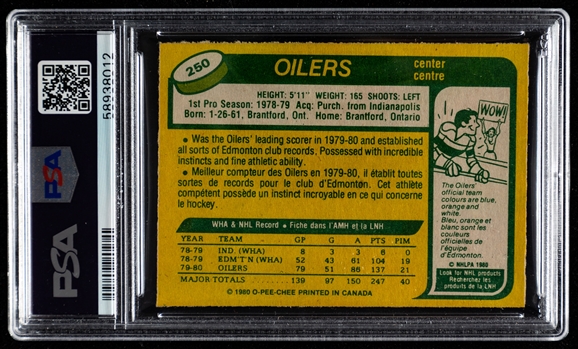 58938012
PSA
PSA
250
OILERS
center
centre
HEIGHT: 5'11" WEIGHT: 165 SHOOTS: LEFT
1st Pro Season: 1978-79 Acq: Purch. from Indianapolis
Born: 1-26-61, Brantford, Ont. Home: Brantford, Ontario
• Was the Oilers' leading scorer in 1979-80 and established
all sorts of Edmonton club records. Possessed with incredible
instincts and fine athletic ability.
• Meilleur compteur des Oilers en 1979-80, il établit toutes
sortes de records pour le club d'Edmonton. Cet athlète
compétent possède un instinct incroyable en ce qui concerne
le hockey.
WHA & NHL Record • Fiche dans l'AMH et la LNH
YEAR TEAM GP G A PTS PIM
78-79 IND. (WHA) 8 3 3 6 0
78-79 EDM'T'N (WHA) 52 43 61 104 19
79-80 OILERS 79 51 86 137 21
MAJOR TOTALS 139 97 150 247 40
© 1980 O-PEE-CHEE PRINTED IN CANADA
WOW!
The Oilers'
official team
colours are blue,
orange and
white.
Bleu, orange et
blanc sont les
couleurs
officielles de
l'équipe
d'Edmonton.
© NHLPA 1980
Look for NHL products
Recherchez les
produits de la LNH